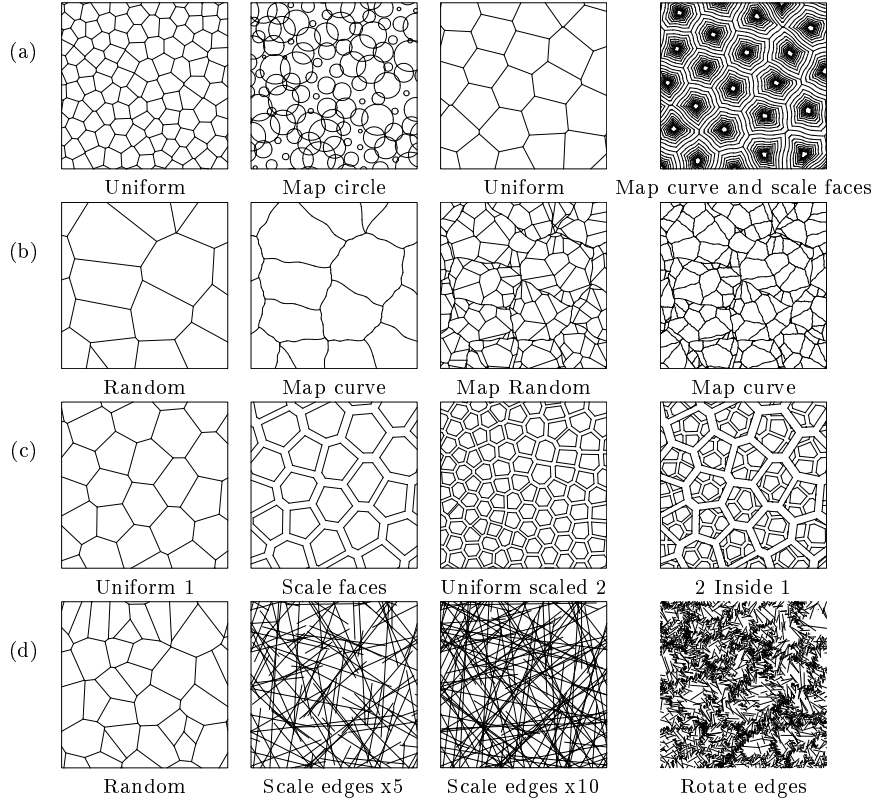 (a)
Uniform Map circle Uniform Map curve and scale faces
(b)
Random Map curve Map Random Map curve
(c)
Uniform 1 Scale faces Uniform scaled 2 2 Inside 1
(d)
Random Scale edges x5 Scale edges x10 Rotate edges